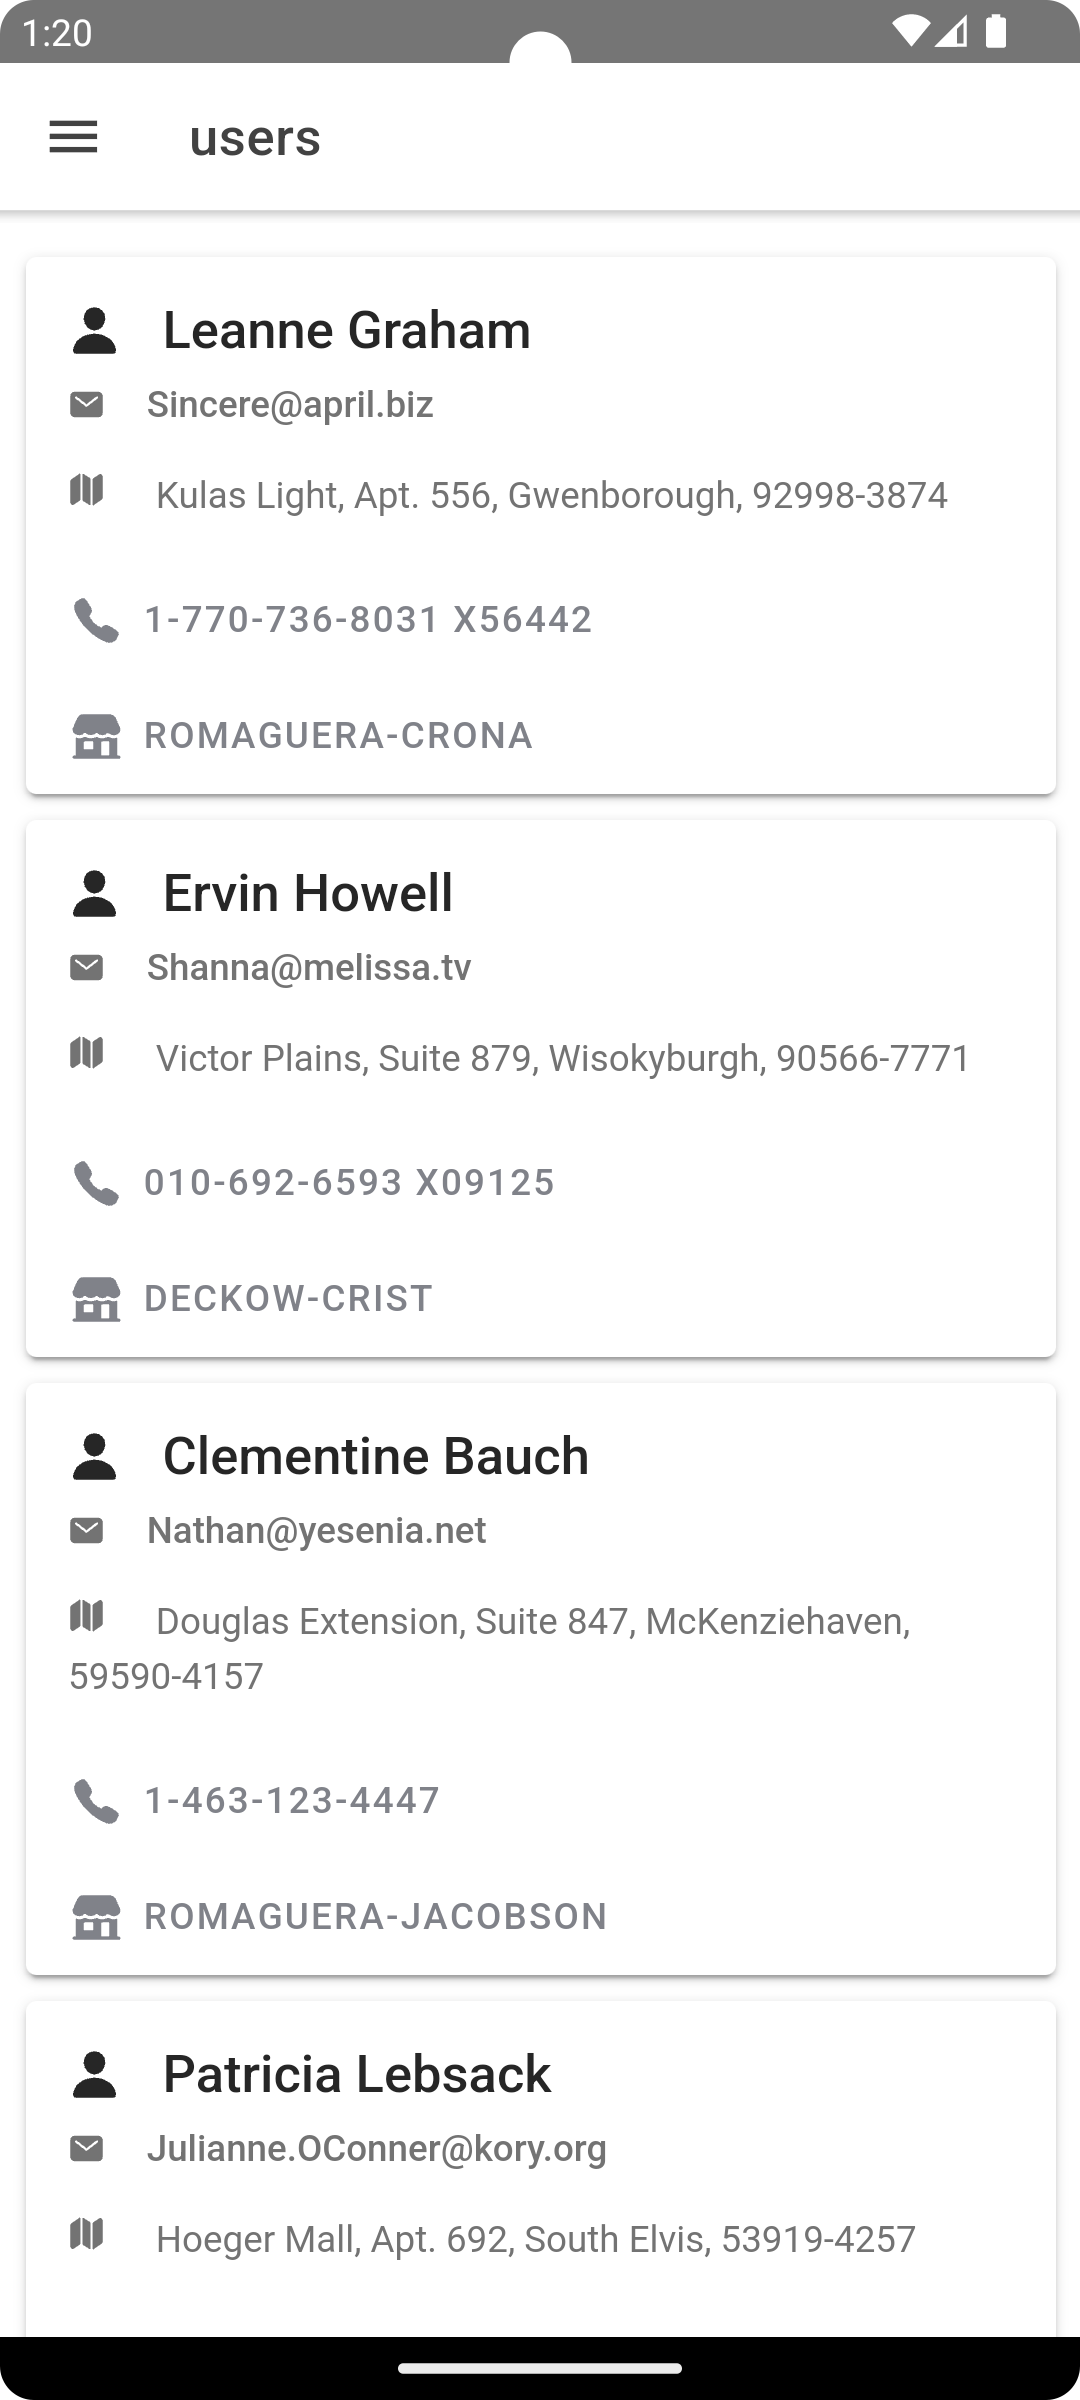 1:20
users
Leanne Graham
Sincere@april.biz
Kulas Light, Apt. 556, Gwenborough, 92998-3874
1-770-736-8031 X56442
ROMAGUERA-CRONA
Ervin Howell
Shanna@melissa.tv
Victor Plains, Suite 879, Wisokyburgh, 90566-7771
010-692-6593 X09125
DECKOW-CRIST
Clementine Bauch
Nathan@yesenia.net
Douglas Extension, Suite 847, McKenziehaven,
59590-4157
1-463-123-4447
ROMAGUERA-JACOBSON
Patricia Lebsack
Julianne.OConner@kory.org
Hoeger Mall, Apt. 692, South Elvis, 53919-4257